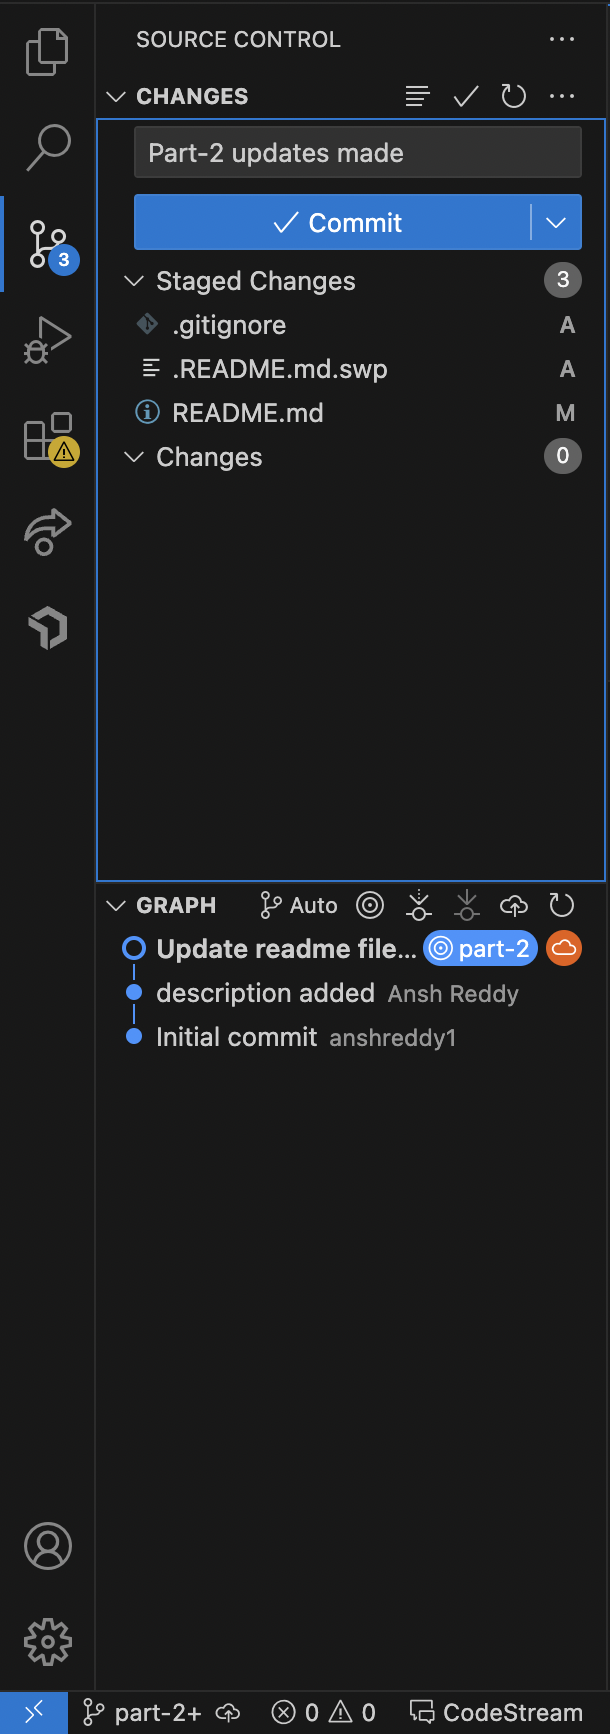 SOURCE CONTROL
CHANGES
Part-2 updates made
Commit
Staged Changes 3
.gitignore A
.README.md.swp A
README.md M
Changes 0
3
GRAPH Auto
Update readme file... part-2
description added Ansh Reddy
Initial commit anshreddy1
part-2+ 0 0 CodeStream